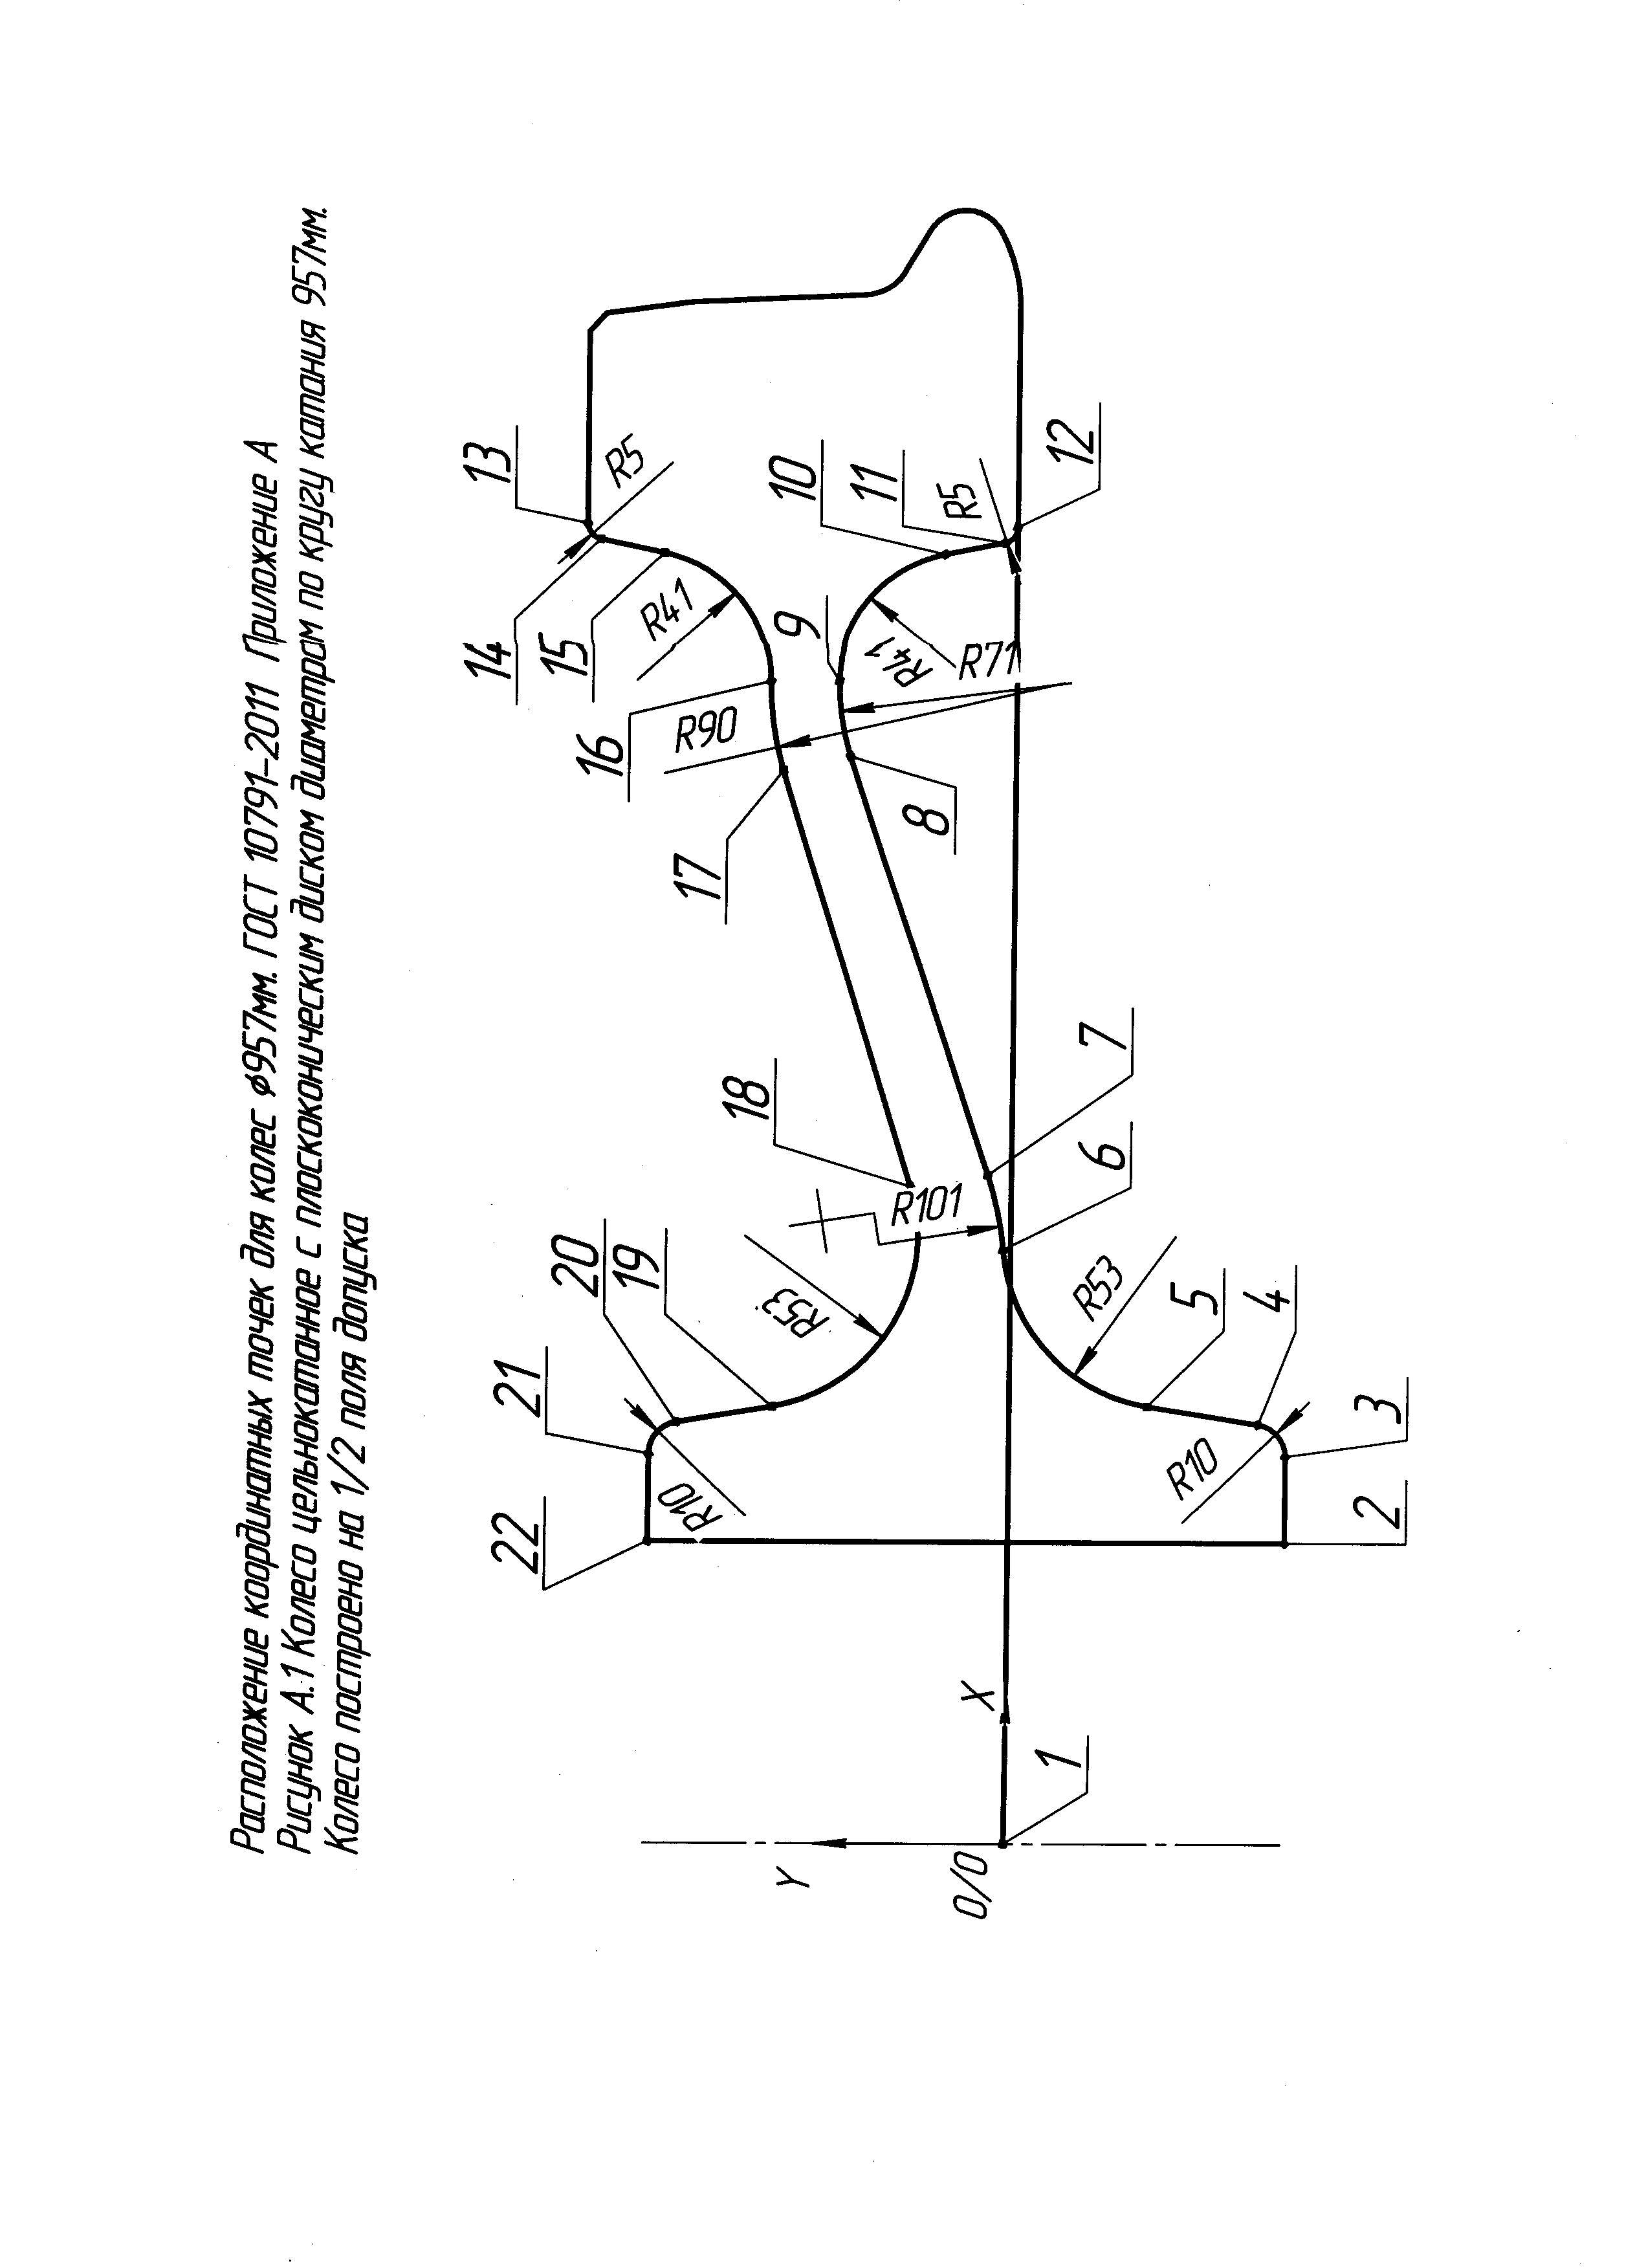 Расположение координатных точек для колес ⌀957мм. ГОСТ 10791-2011 Приложение А
Рисунок А.1 Колесо цельнокатанное с плоскоконическим диском диаметром по кругу катания 957мм.
Колесо построено на 1/2 поля допуска
22
21
20
19
18
17
16
15
14
13
R10
R53
R101
R90
R41
R5
10
11
9
R41
R71
R5
12
8
7
6
R53
5
4
R10
3
2
Y
0/0
X
1